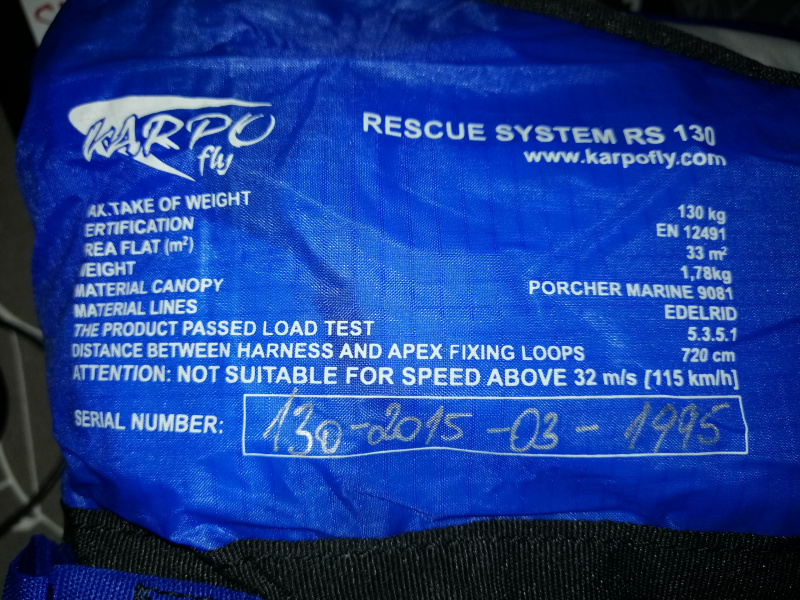 KARPO
fly
RESCUE SYSTEM RS 130
www.karpofly.com
AX.TAKE OF WEIGHT 130 kg
ERTIFICATION EN 12491
REA FLAT (m²) 33 m²
WEIGHT 1,78kg
MATERIAL CANOPY PORCHER MARINE 9081
MATERIAL LINES EDELRID
THE PRODUCT PASSED LOAD TEST 5.3.5.1
DISTANCE BETWEEN HARNESS AND APEX FIXING LOOPS 720 cm
ATTENTION: NOT SUITABLE FOR SPEED ABOVE 32 m/s [115 km/h]
SERIAL NUMBER: 130-2015-03-1995